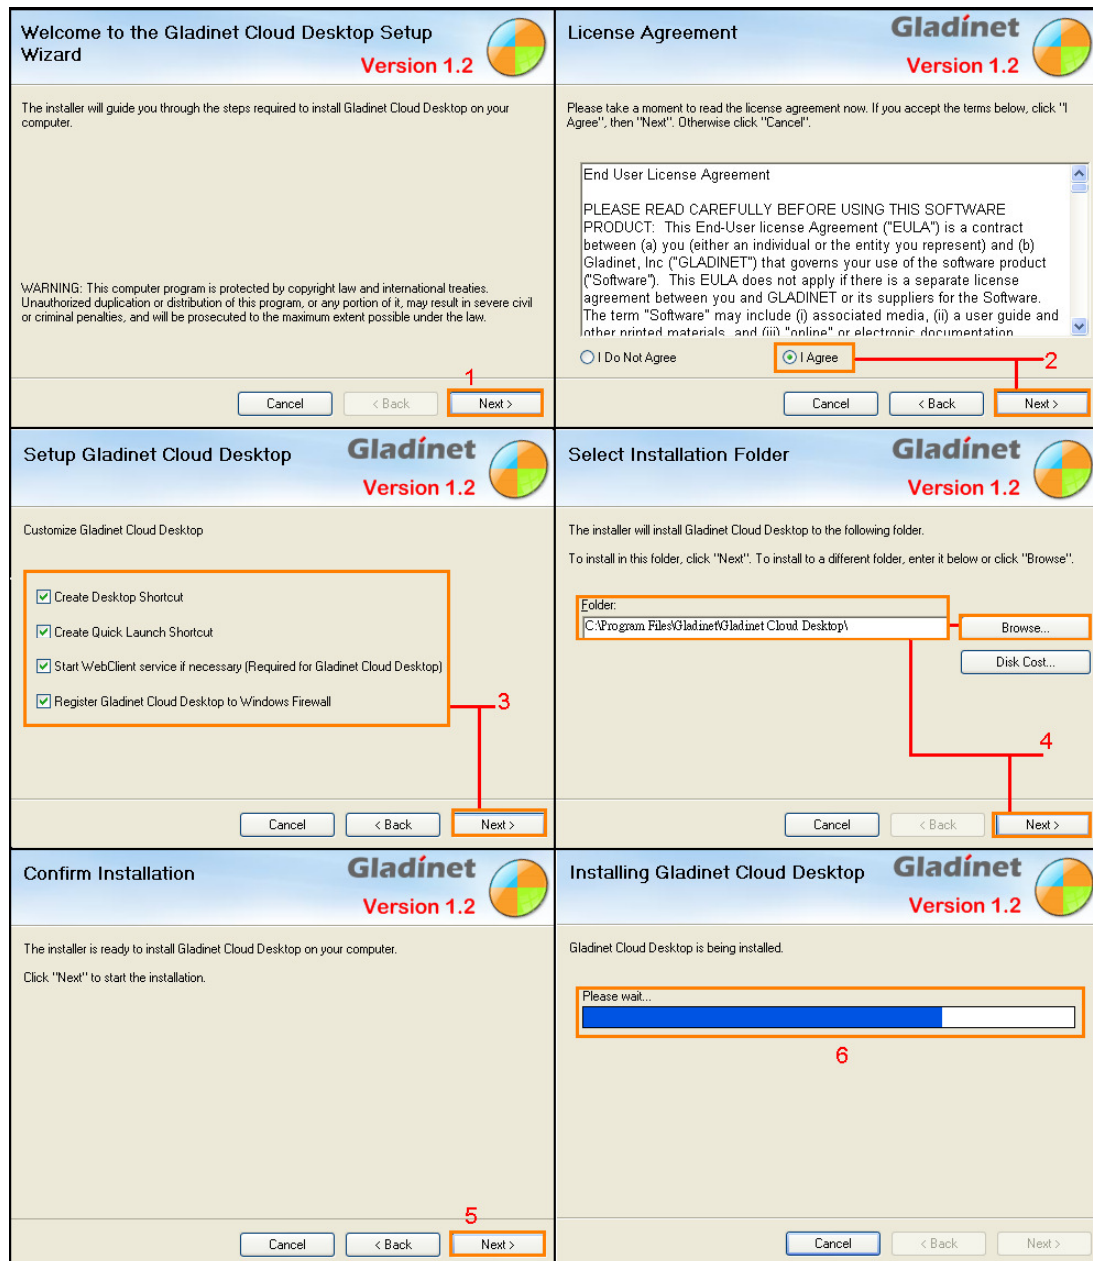 Welcome to the Gladinet Cloud Desktop Setup
Wizard
Version 1.2
The installer will guide you through the steps required to install Gladinet Cloud Desktop on your
computer.
WARNING: This computer program is protected by copyright law and international treaties.
Unauthorized duplication or distribution of this program, or any portion of it, may result in severe civil
or criminal penalties, and will be prosecuted to the maximum extent possible under the law.
1
Cancel
< Back
Next >
License Agreement
Gladinet
Version 1.2
Please take a moment to read the license agreement now. If you accept the terms below, click "I
Agree", then "Next". Otherwise click "Cancel".
End User License Agreement
PLEASE READ CAREFULLY BEFORE USING THIS SOFTWARE
PRODUCT: This End-User license Agreement ("EULA") is a contract
between (a) you (either an individual or the entity you represent) and (b)
Gladinet, Inc ("GLADINET") that governs your use of the software product
("Software"). This EULA does not apply if there is a separate license
agreement between you and GLADINET or its suppliers for the Software.
The term "Software" may include (i) associated media, (ii) a user guide and
other printed materials, and (iii) "online" or electronic documentation
I Do Not Agree
I Agree
2
Cancel
< Back
Next >
Setup Gladinet Cloud Desktop
Gladinet
Version 1.2
Customize Gladinet Cloud Desktop
Create Desktop Shortcut
Create Quick Launch Shortcut
Start WebClient service if necessary (Required for Gladinet Cloud Desktop)
Register Gladinet Cloud Desktop to Windows Firewall
3
Cancel
< Back
Next >
Select Installation Folder
Gladinet
Version 1.2
The installer will install Gladinet Cloud Desktop to the following folder.
To install in this folder, click "Next". To install to a different folder, enter it below or click "Browse".
Folder:
C:\Program Files\Gladinet\Gladinet Cloud Desktop\
Browse...
Disk Cost...
4
Cancel
< Back
Next >
Confirm Installation
Gladinet
Version 1.2
The installer is ready to install Gladinet Cloud Desktop on your computer.
Click "Next" to start the installation.
5
Cancel
< Back
Next >
Installing Gladinet Cloud Desktop
Gladinet
Version 1.2
Gladinet Cloud Desktop is being installed.
Please wait...
6
Cancel
< Back
Next >